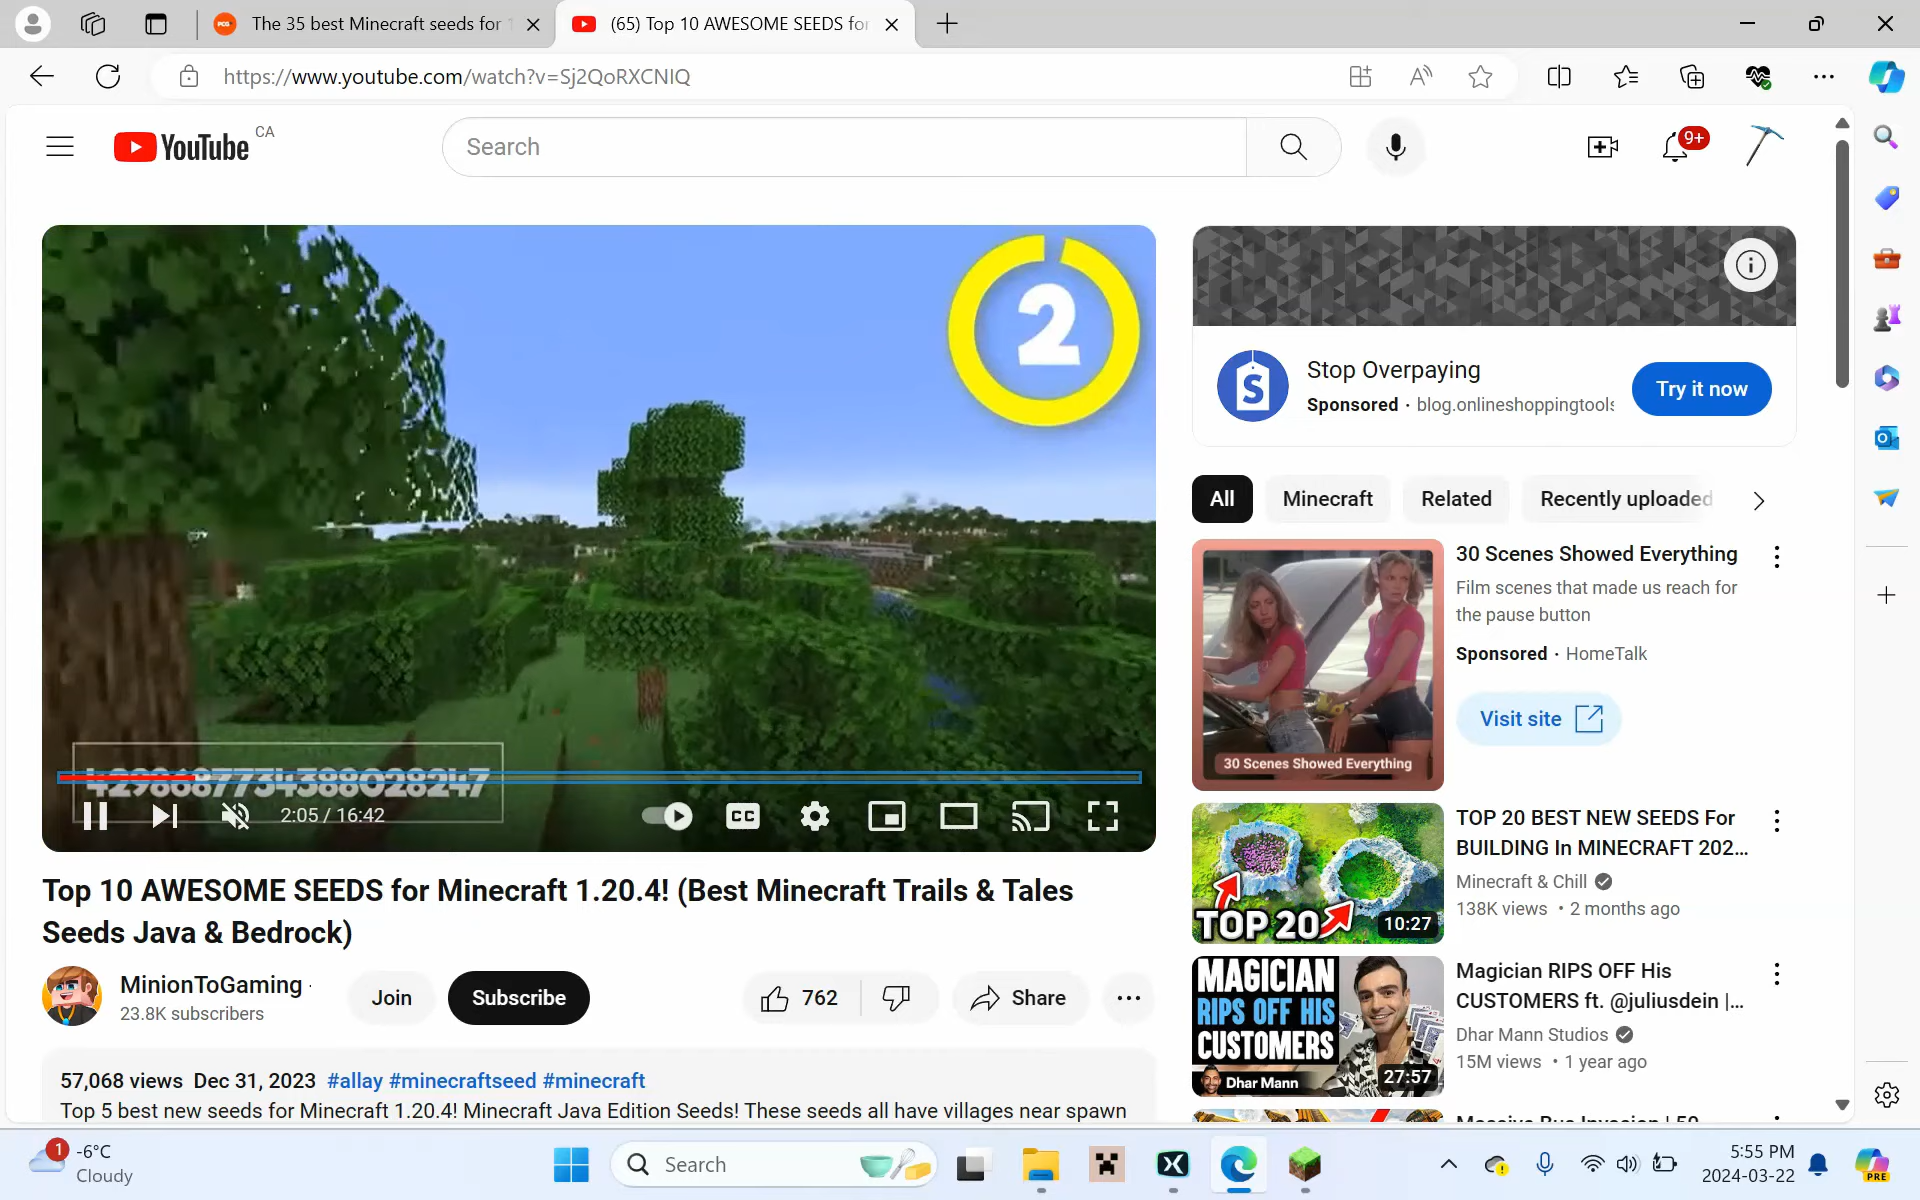 The 35 best Minecraft seeds for
(65) Top 10 AWESOME SEEDS for
https://www.youtube.com/watch?v=Sj2QoRXCNIQ
YouTube CA
Search
9+
2
4298687734388028247
2:05 / 16:42
CC
Top 10 AWESOME SEEDS for Minecraft 1.20.4! (Best Minecraft Trails & Tales
Seeds Java & Bedrock)
MinionToGaming
23.8K subscribers
Join
Subscribe
762
Share
57,068 views Dec 31, 2023 #allay #minecraftseed #minecraft
Top 5 best new seeds for Minecraft 1.20.4! Minecraft Java Edition Seeds! These seeds all have villages near spawn
S
Stop Overpaying
Sponsored · blog.onlineshoppingtools
Try it now
All
Minecraft
Related
Recently uploaded
30 Scenes Showed Everything
30 Scenes Showed Everything
Film scenes that made us reach for
the pause button
Sponsored · HomeTalk
Visit site
TOP 20
10:27
TOP 20 BEST NEW SEEDS For
BUILDING In MINECRAFT 202...
Minecraft & Chill
138K views • 2 months ago
MAGICIAN
RIPS OFF HIS
CUSTOMERS
Dhar Mann
27:57
Magician RIPS OFF His
CUSTOMERS ft. @juliusdein |...
Dhar Mann Studios
15M views • 1 year ago
1
-6°C
Cloudy
Search
5:55 PM
2024-03-22
PRE